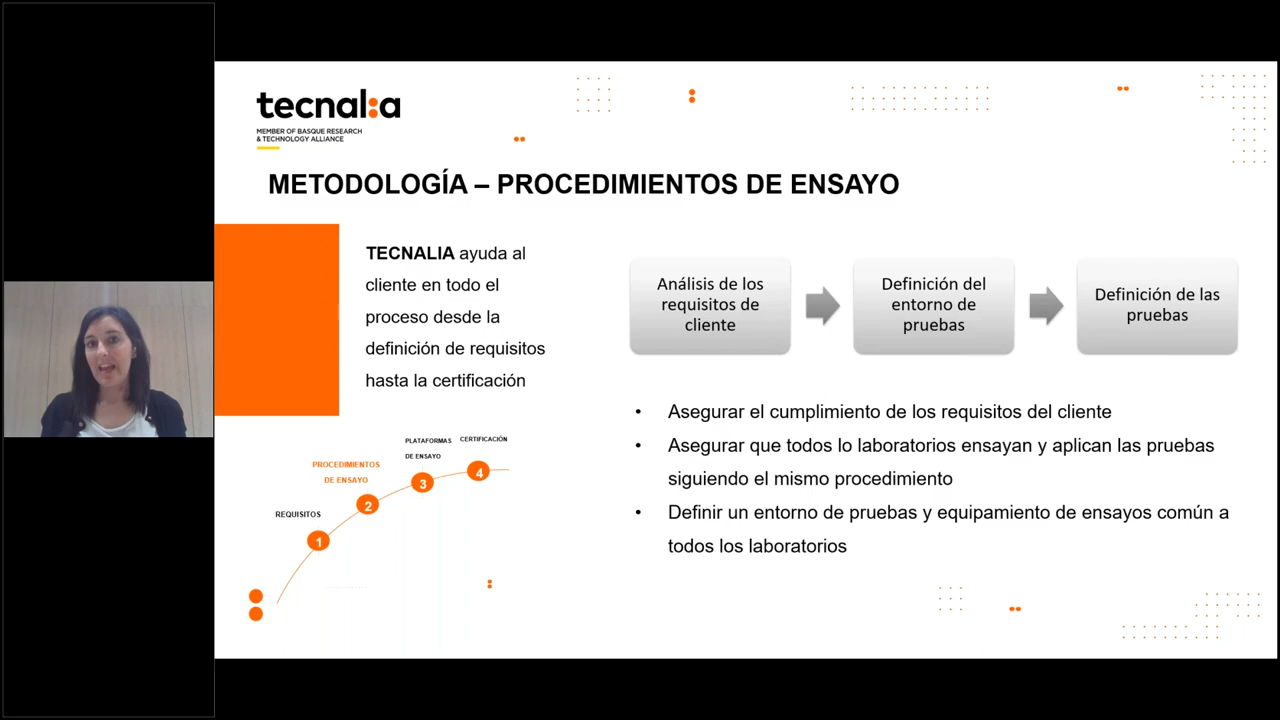 tecnalia
MEMBER OF BASQUE RESEARCH
& TECHNOLOGY ALLIANCE
METODOLOGÍA – PROCEDIMIENTOS DE ENSAYO
TECNALIA ayuda al
cliente en todo el
proceso desde la
definición de requisitos
hasta la certificación
Análisis de los
requisitos de
cliente
Definición del
entorno de
pruebas
Definición de las
pruebas
• Asegurar el cumplimiento de los requisitos del cliente
• Asegurar que todos lo laboratorios ensayan y aplican las pruebas
siguiendo el mismo procedimiento
• Definir un entorno de pruebas y equipamiento de ensayos común a
todos los laboratorios
REQUISITOS
1
PROCEDIMIENTOS
DE ENSAYO
2
PLATAFORMAS
DE ENSAYO
3
CERTIFICACIÓN
4